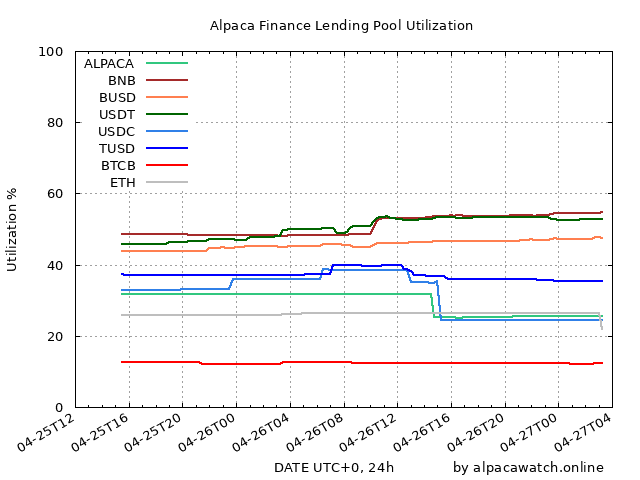 Alpaca Finance Lending Pool Utilization
100
80
60
40
20
0
Utilization %
ALPACA
BNB
BUSD
USDT
USDC
TUSD
BTCB
ETH
04-25T12
04-25T16
04-25T20
04-26T00
04-26T04
04-26T08
04-26T12
04-26T16
04-26T20
04-27T00
04-27T04
DATE UTC+0, 24h
by alpacawatch.online